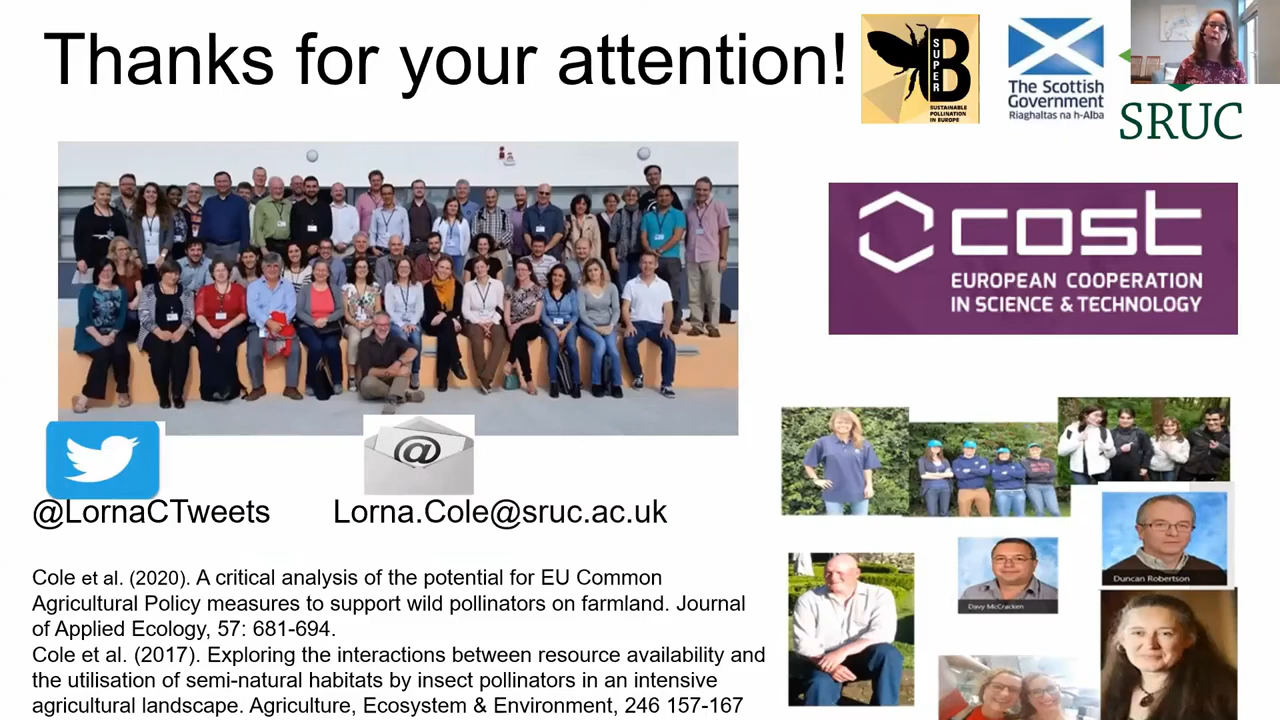 Thanks for your attention!
SUPER B
SUSTAINABLE
POLLINATION
IN EUROPE
The Scottish
Government
Riaghaltas na h-Alba
SRUC
cost
EUROPEAN COOPERATION
IN SCIENCE & TECHNOLOGY
@
@LornaCTweets
Lorna.Cole@sruc.ac.uk
Duncan Robertson
Davy McCracken
Cole et al. (2020). A critical analysis of the potential for EU Common
Agricultural Policy measures to support wild pollinators on farmland. Journal
of Applied Ecology, 57: 681-694.
Cole et al. (2017). Exploring the interactions between resource availability and
the utilisation of semi-natural habitats by insect pollinators in an intensive
agricultural landscape. Agriculture, Ecosystem & Environment, 246 157-167